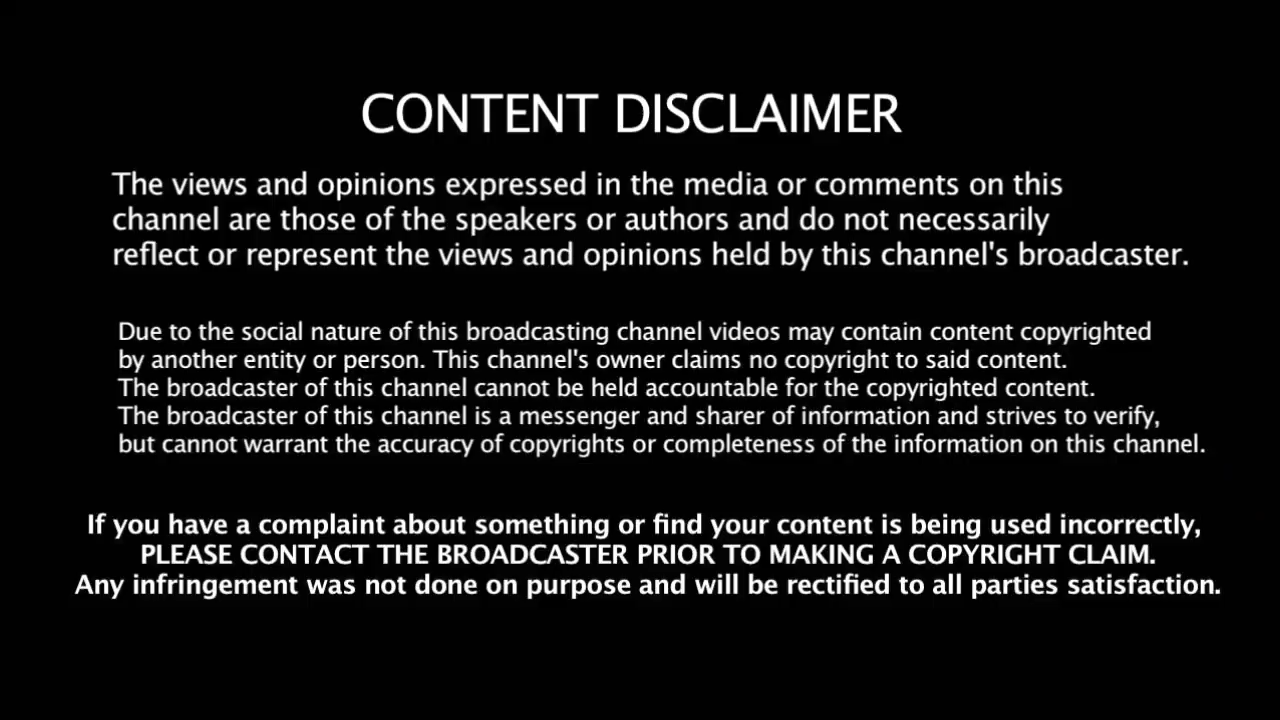 CONTENT DISCLAIMER
The views and opinions expressed in the media or comments on this
channel are those of the speakers or authors and do not necessarily
reflect or represent the views and opinions held by this channel's broadcaster.
Due to the social nature of this broadcasting channel videos may contain content copyrighted
by another entity or person. This channel's owner claims no copyright to said content.
The broadcaster of this channel cannot be held accountable for the copyrighted content.
The broadcaster of this channel is a messenger and sharer of information and strives to verify,
but cannot warrant the accuracy of copyrights or completeness of the information on this channel.
If you have a complaint about something or find your content is being used incorrectly,
PLEASE CONTACT THE BROADCASTER PRIOR TO MAKING A COPYRIGHT CLAIM.
Any infringement was not done on purpose and will be rectified to all parties satisfaction.